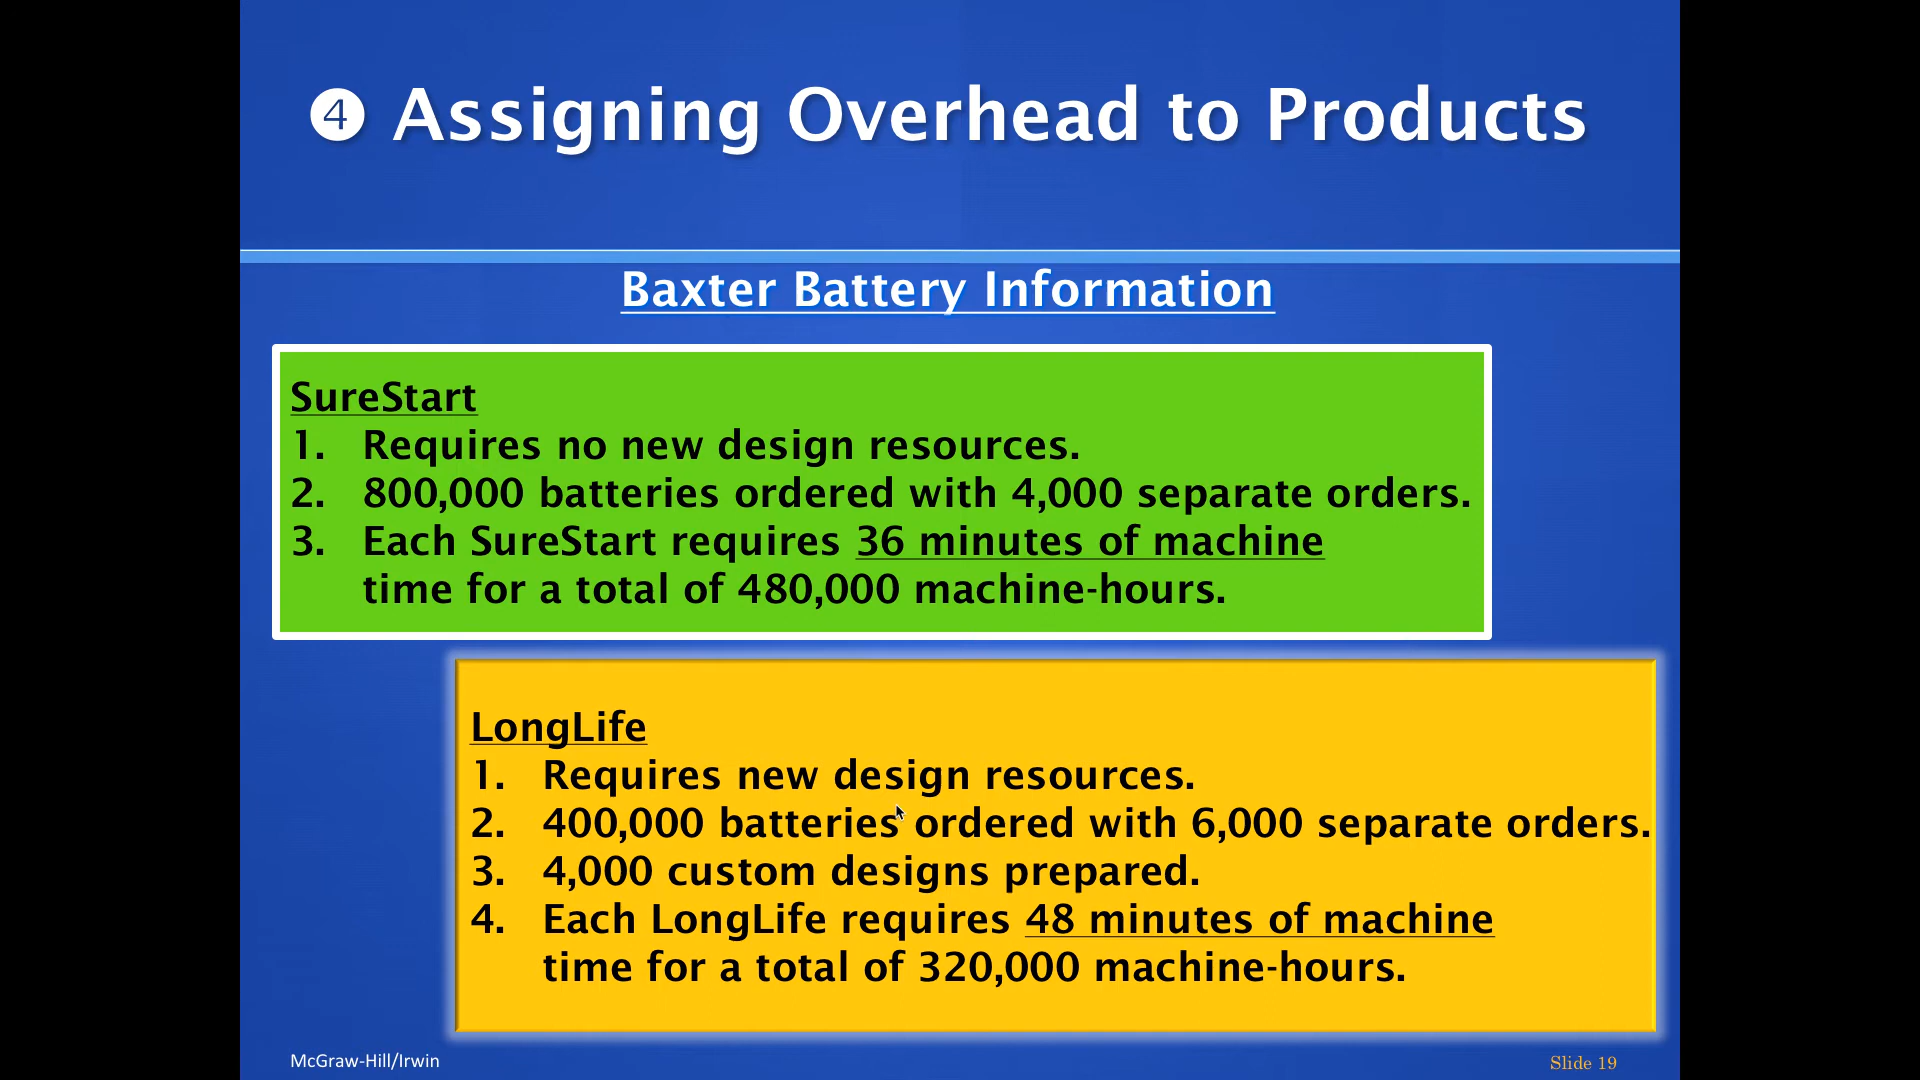 ❹ Assigning Overhead to Products
Baxter Battery Information
SureStart
1. Requires no new design resources.
2. 800,000 batteries ordered with 4,000 separate orders.
3. Each SureStart requires 36 minutes of machine
time for a total of 480,000 machine-hours.
LongLife
1. Requires new design resources.
2. 400,000 batteries ordered with 6,000 separate orders.
3. 4,000 custom designs prepared.
4. Each LongLife requires 48 minutes of machine
time for a total of 320,000 machine-hours.
McGraw-Hill/Irwin
Slide 19